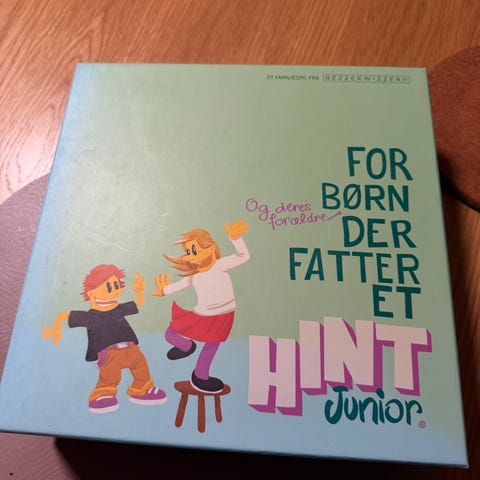 ET FAMILIESPIL FRA BEZZERWIZZER®
FOR
BØRN
Og deres
forældre
DER
FATTER
ET
HINT
Junior®